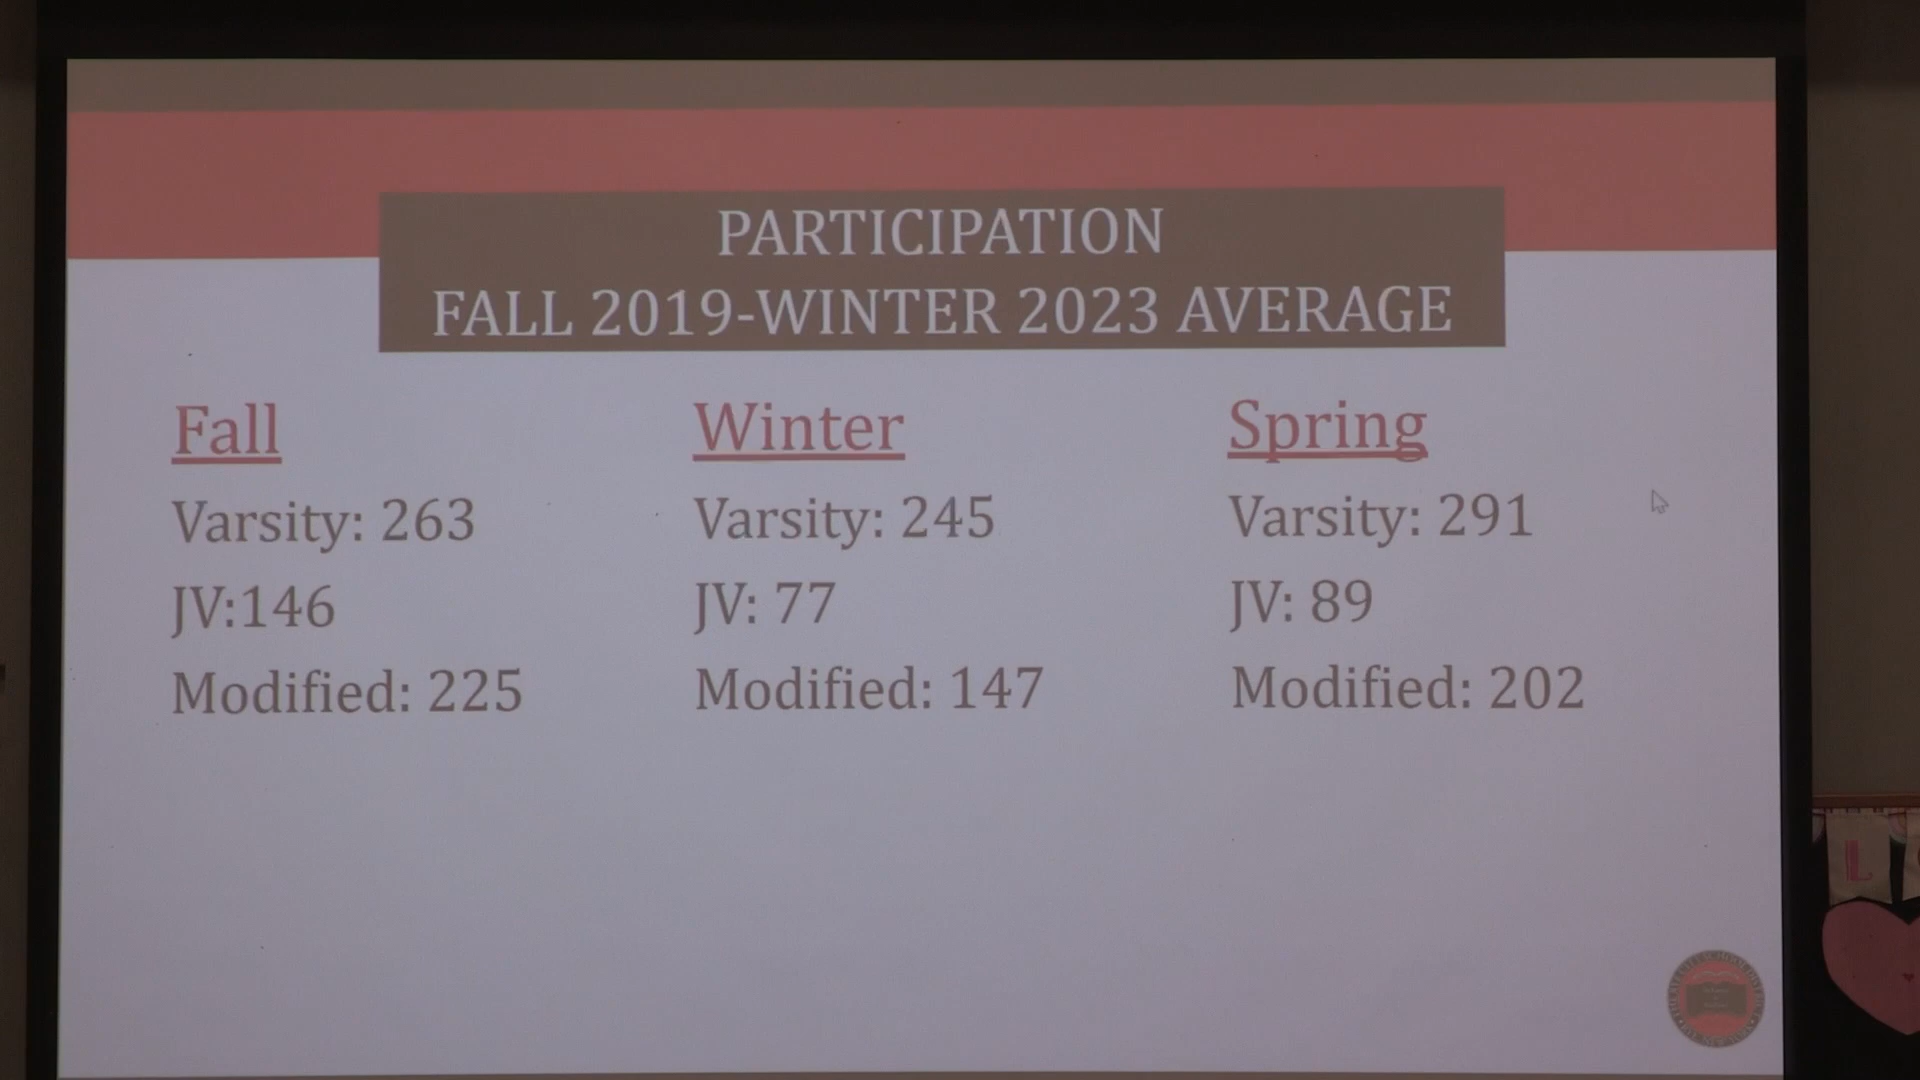 PARTICIPATION
FALL 2019-WINTER 2023 AVERAGE
Fall
Varsity: 263
JV:146
Modified: 225
Winter
Varsity: 245
JV: 77
Modified: 147
Spring
Varsity: 291
JV: 89
Modified: 202
L